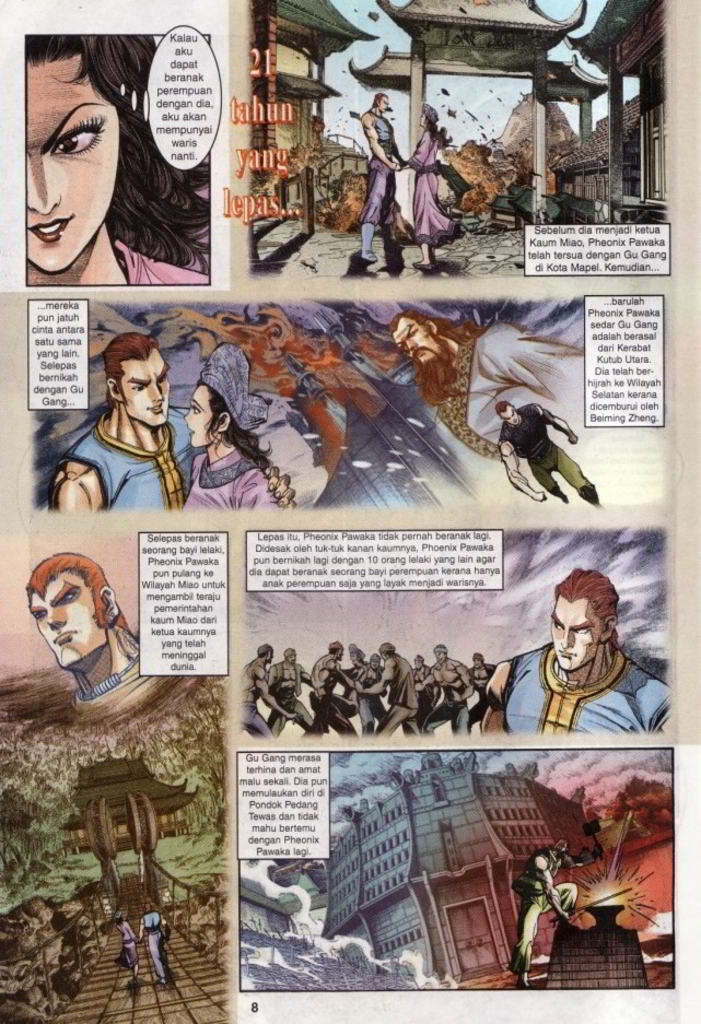 Kalau
aku
dapat
beranak
perempuan
dengan dia,
aku akan
mempunyai
waris
nanti.
21
tahun
yang
lepas...
Sebelum dia menjadi ketua
Kaum Miao, Pheonix Pawaka
telah tersua dengan Gu Gang
di Kota Mapel. Kemudian...
...mereka
pun jatuh
cinta antara
satu sama
yang lain.
Selepas
bernikah
dengan Gu
Gang...
...barulah
Pheonix Pawaka
sedar Gu Gang
adalah berasal
dari Kerabat
Kutub Utara.
Dia telah ber-
hijrah ke Wilayah
Selatan kerana
dicemburui oleh
Beiming Zheng.
Selepas beranak
seorang bayi lelaki,
Pheonix Pawaka
pun pulang ke
Wilayah Miao untuk
mengambil teraju
pemerintahan
kaum Miao dari
ketua kaumnya
yang telah
meninggal
dunia.
Lepas itu, Pheonix Pawaka tidak pernah beranak lagi.
Didesak oleh tuk-tuk kanan kaumnya, Phoenix Pawaka
pun bernikah lagi dengan 10 orang lelaki yang lain agar
dia dapat beranak seorang bayi perempuan kerana hanya
anak perempuan saja yang layak menjadi warisnya.
Gu Gang merasa
terhina dan amat
malu sekali. Dia pun
memulaukan diri di
Pondok Pedang
Tewas dan tidak
mahu bertemu
dengan Pheonix
Pawaka lagi.
8